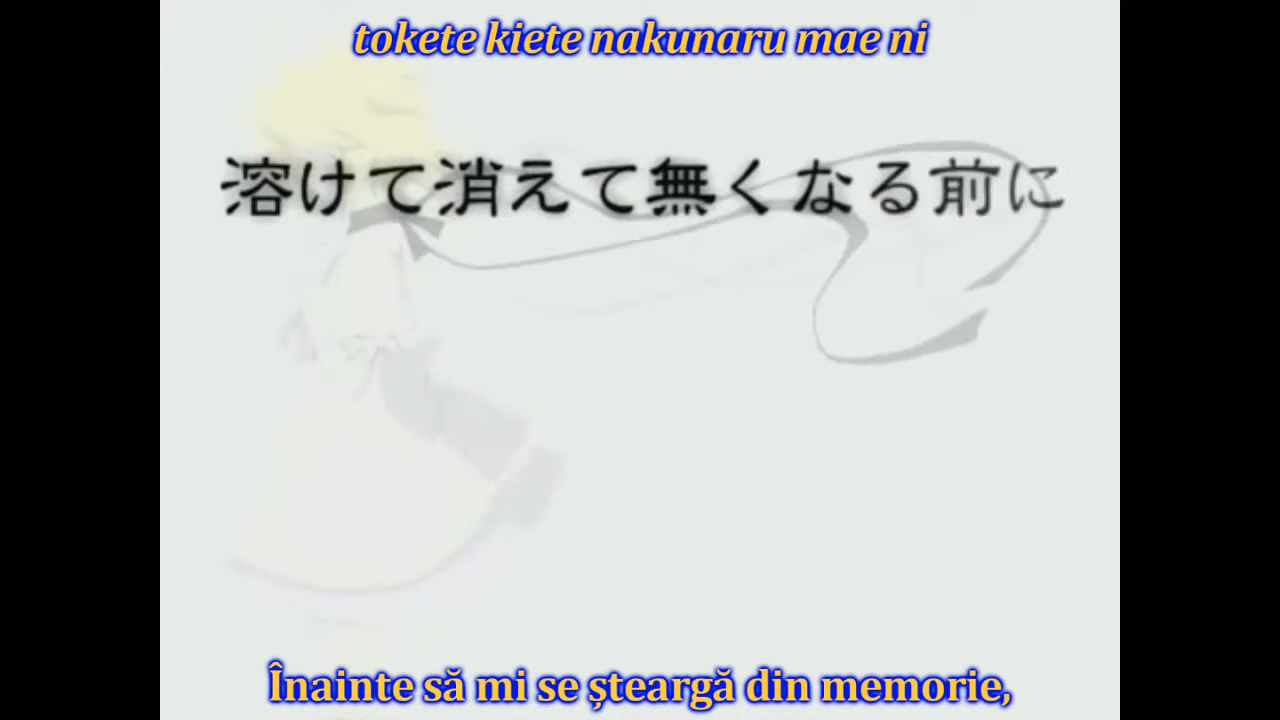 tokete kiete nakunaru mae ni
溶けて消えて無くなる前に
Înainte să mi se șteargă din memorie,